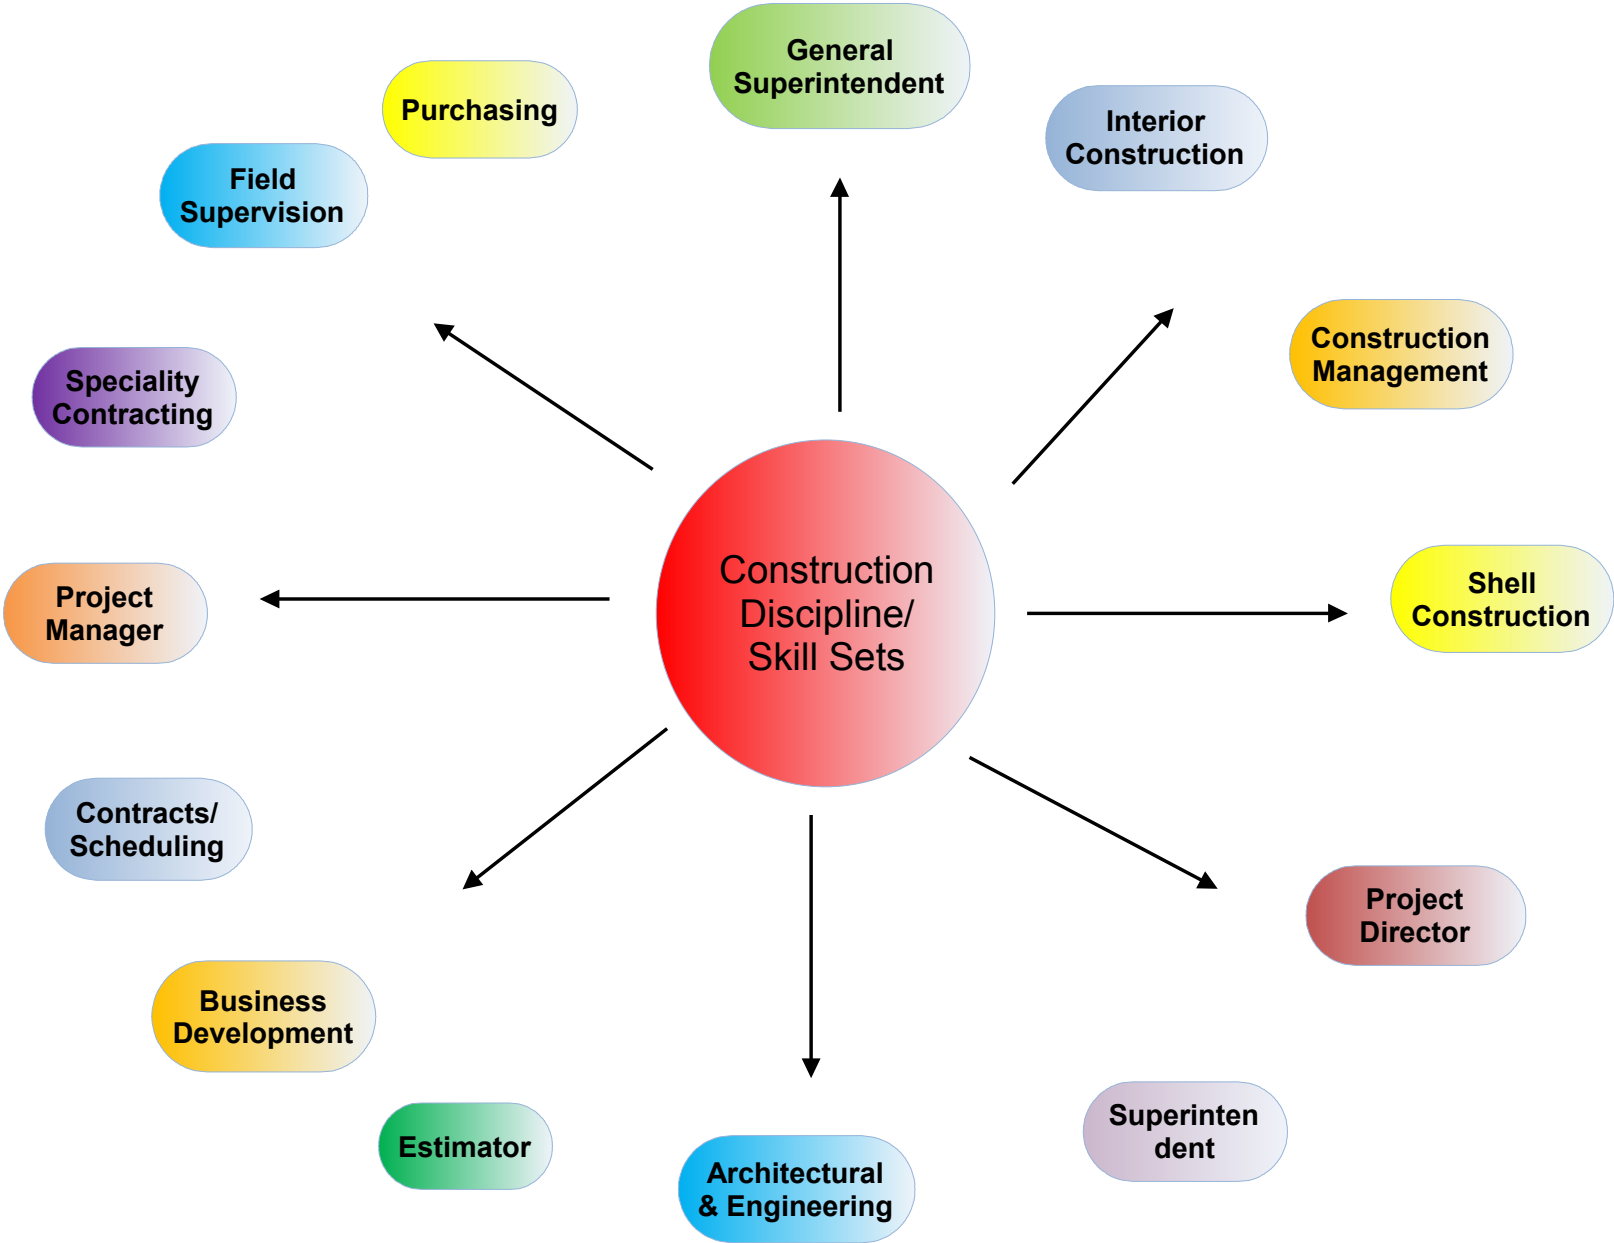 General
Superintendent
Purchasing
Interior
Construction
Field
Supervision
Construction
Management
Speciality
Contracting
Construction
Discipline/
Skill Sets
Shell
Construction
Project
Manager
Contracts/
Scheduling
Project
Director
Business
Development
Estimator
Superinten
dent
Architectural
& Engineering